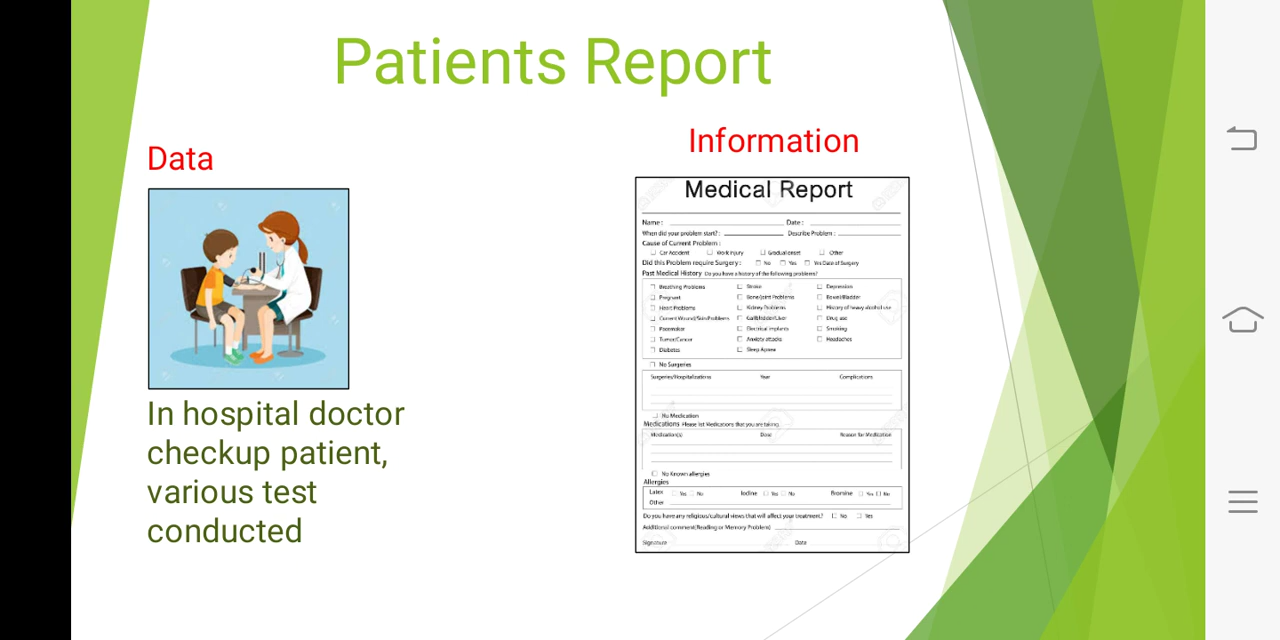 Patients Report
Data
In hospital doctor
checkup patient,
various test
conducted
Information
Medical Report
Name : Date :
When did your problem start? : Describe Problem :
Cause of Current Problem :
Car Accident Work Injury Gradual onset Other
Did this Problem require Surgery : No Yes Yes Date of Surgery
Past Medical History Do you have a history of the following problems?
Breathing Problems Stroke Depression
Pregnant Bone/Joint Problems Bowel/Bladder
Heart Problems Kidney Problems History of heavy alcohol use
Current Wound/Skin Problems Gallbladder/Liver Drug use
Pacemaker Electrical implants Smoking
Tumor/Cancer Anxiety attacks Headaches
Diabetes Sleep Apnea
No Surgeries
Surgeries/Hospitalizations Year Complications
No Medication
Medications Please list Medications that you are taking
Medication(s) Dose Reason for Medication
No Known allergies
Allergies
Latex Yes No Iodine Yes No Bromine Yes No
Other
Do you have any religious/cultural views that will affect your treatment? No Yes
Additional comment(Reading or Memory Problem)
Signature Date